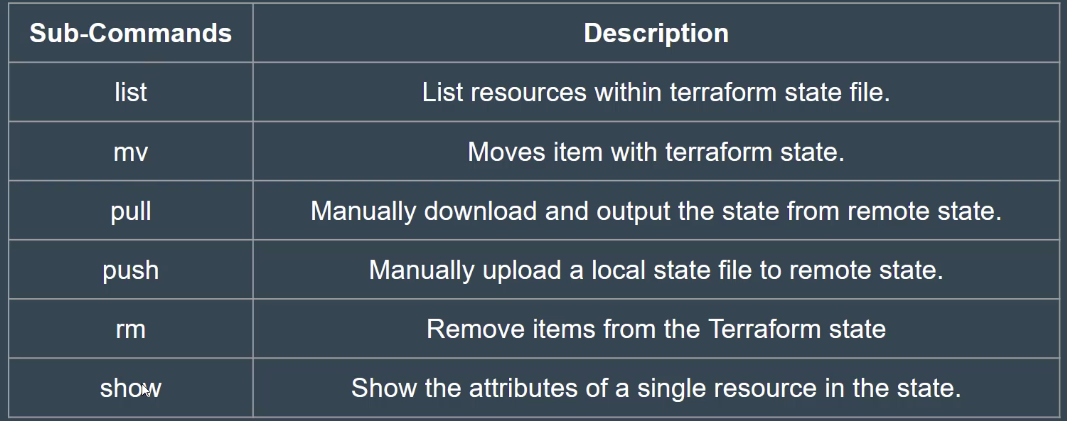 Sub-Commands Description
list List resources within terraform state file.
mv Moves item with terraform state.
pull Manually download and output the state from remote state.
push Manually upload a local state file to remote state.
rm Remove items from the Terraform state
show Show the attributes of a single resource in the state.